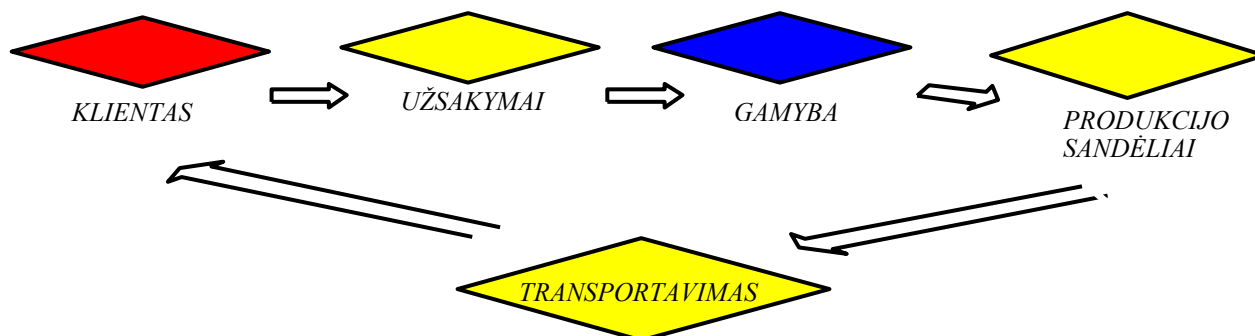 KLIENTAS
UŽSAKYMAI
GAMYBA
PRODUKCIJO
SANDĖLIAI
TRANSPORTAVIMAS